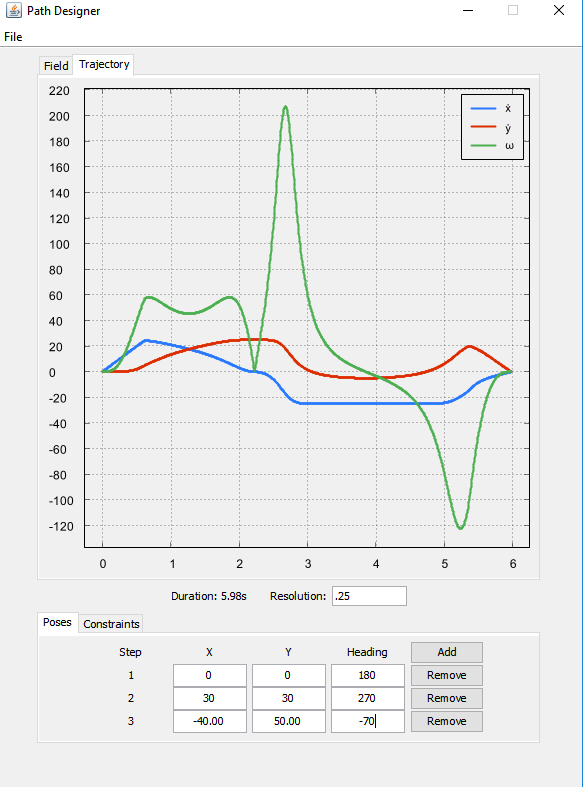 Path Designer
File
Field Trajectory
220
200
180
160
140
120
100
80
60
40
20
0
-20
-40
-60
-80
-100
-120
ẋ
ẏ
ω
0 1 2 3 4 5 6
Duration: 5.98s Resolution: .25
Poses Constraints
Step X Y Heading Add
1 0 0 180 Remove
2 30 30 270 Remove
3 -40.00 50.00 -70 Remove